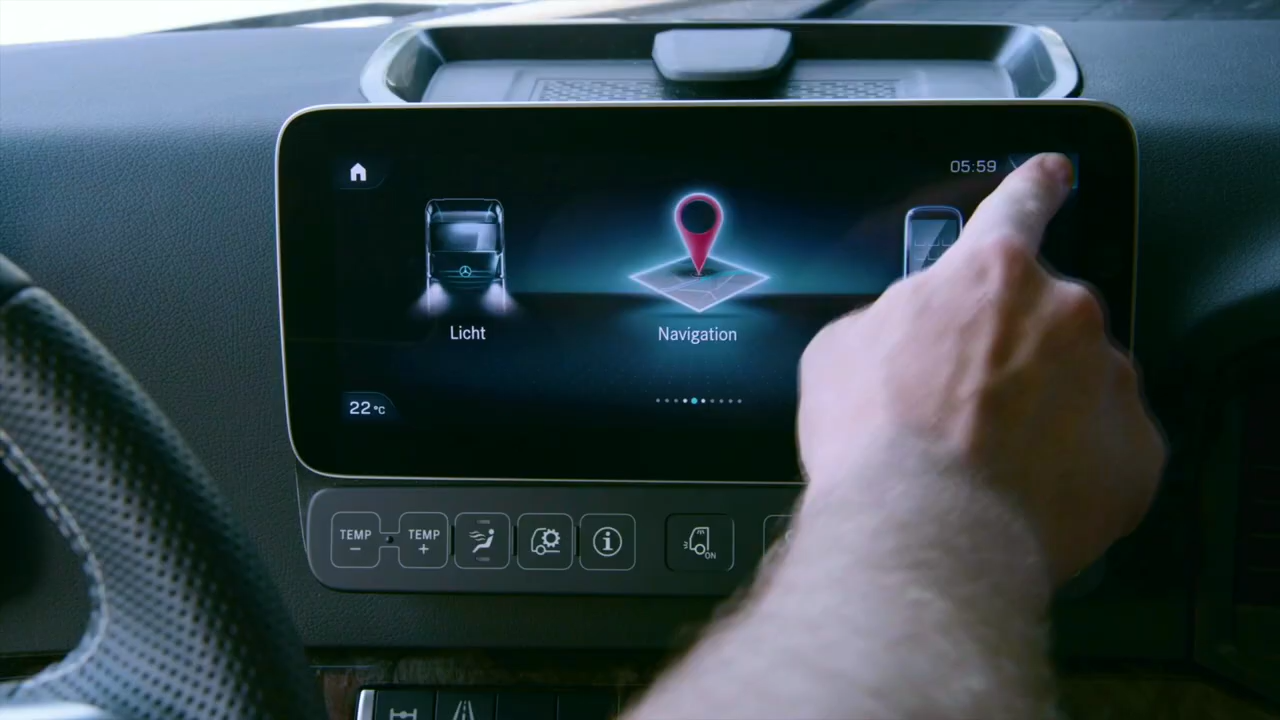 05:59
Licht
Navigation
22°C
TEMP
−
TEMP
+
i
ON